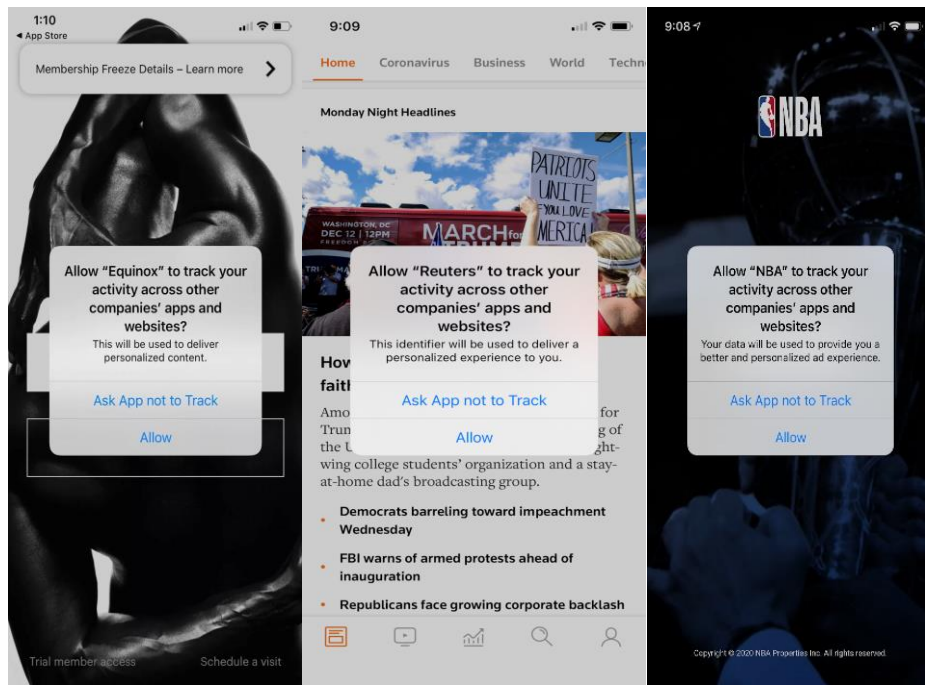 1:10
App Store
Membership Freeze Details – Learn more
Allow “Equinox” to track your
activity across other
companies’ apps and
websites?
This will be used to deliver
personalized content.
Ask App not to Track
Allow
Trial member access
Schedule a visit
9:09
Home Coronavirus Business World Techn
Monday Night Headlines
PATRIOTS
UNITE
YOU LOVE
MERICA
WASHINGTON, DC
DEC 12 | 12PM
MARCH for
TRUM
Allow “Reuters” to track your
activity across other
companies’ apps and
websites?
This identifier will be used to deliver a
personalized experience to you.
Ask App not to Track
Allow
How
faith
Amo for
Trum g of
the U ght-
wing college students’ organization and a stay-
at-home dad's broadcasting group.
Democrats barreling toward impeachment
Wednesday
FBI warns of armed protests ahead of
inauguration
Republicans face growing corporate backlash
9:08
NBA
Allow “NBA” to track your
activity across other
companies’ apps and
websites?
Your data will be used to provide you a
better and personalized ad experience.
Ask App not to Track
Allow
Copyright © 2020 NBA Properties Inc. All rights reserved.